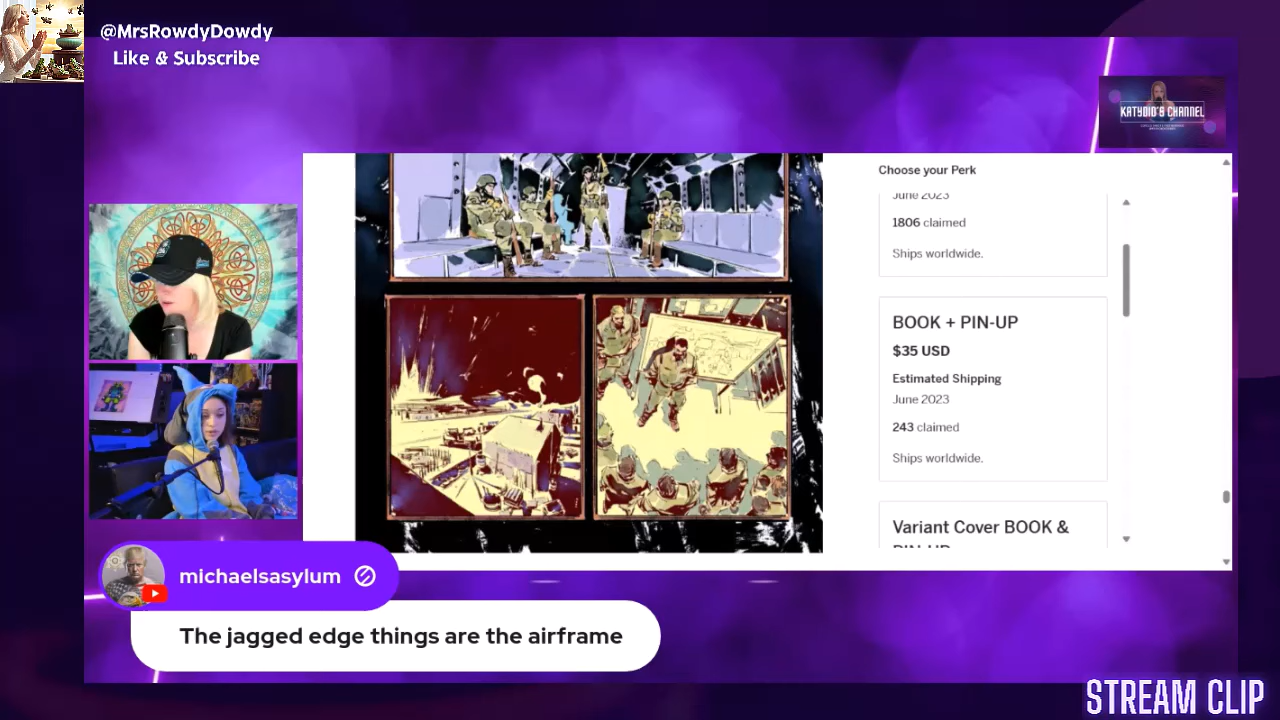 @MrsRowdyDowdy
Like & Subscribe
KATYDID'S CHANNEL
Choose your Perk
June 2023
1806 claimed
Ships worldwide.
BOOK + PIN-UP
$35 USD
Estimated Shipping
June 2023
243 claimed
Ships worldwide.
Variant Cover BOOK &
PIN-UP
michaelsasylum
The jagged edge things are the airframe
STREAM CLIP